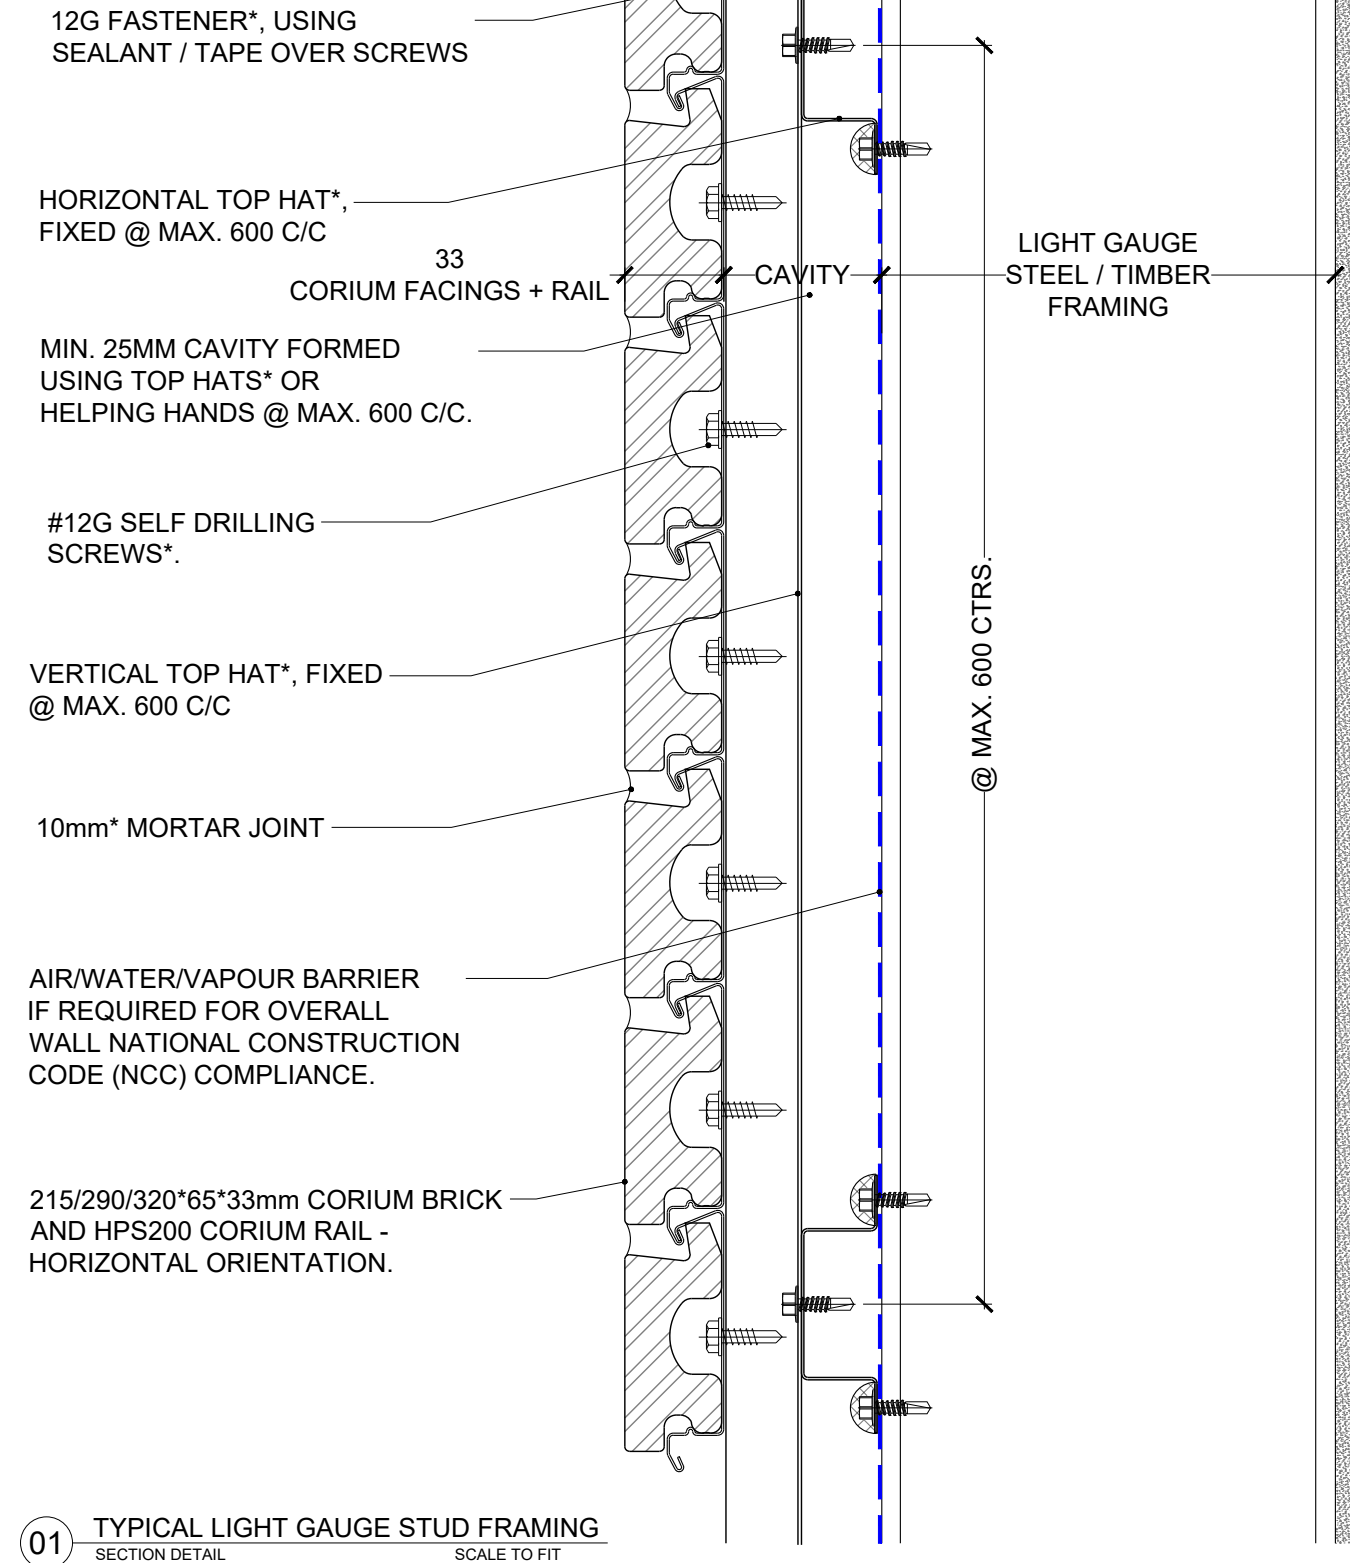 12G FASTENER*, USING
SEALANT / TAPE OVER SCREWS
HORIZONTAL TOP HAT*,
FIXED @ MAX. 600 C/C
33
CORIUM FACINGS + RAIL
CAVITY
LIGHT GAUGE
STEEL / TIMBER
FRAMING
MIN. 25MM CAVITY FORMED
USING TOP HATS* OR
HELPING HANDS @ MAX. 600 C/C.
#12G SELF DRILLING
SCREWS*.
@ MAX. 600 CTRS.
VERTICAL TOP HAT*, FIXED
@ MAX. 600 C/C
10mm* MORTAR JOINT
AIR/WATER/VAPOUR BARRIER
IF REQUIRED FOR OVERALL
WALL NATIONAL CONSTRUCTION
CODE (NCC) COMPLIANCE.
215/290/320*65*33mm CORIUM BRICK
AND HPS200 CORIUM RAIL -
HORIZONTAL ORIENTATION.
01 TYPICAL LIGHT GAUGE STUD FRAMING
SECTION DETAIL SCALE TO FIT